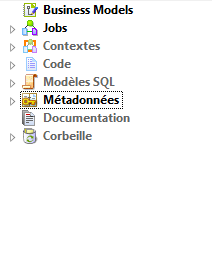 Business Models
Jobs
Contextes
Code
Modèles SQL
Métadonnées
Documentation
Corbeille